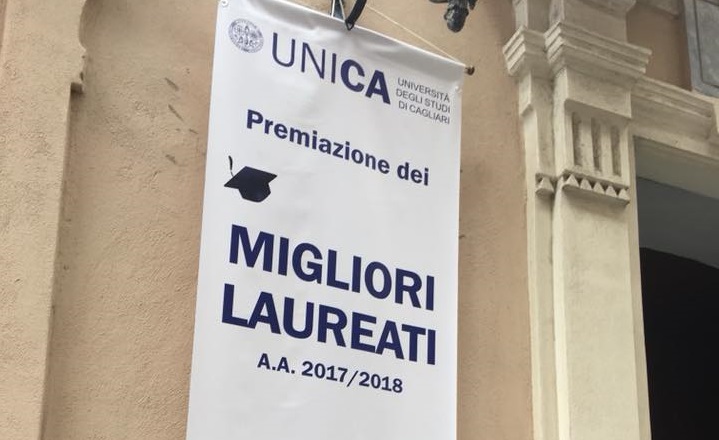 UNICA
UNIVERSITÀ
DEGLI STUDI
DI CAGLIARI
Premiazione dei
MIGLIORI
LAUREATI
A.A. 2017/2018